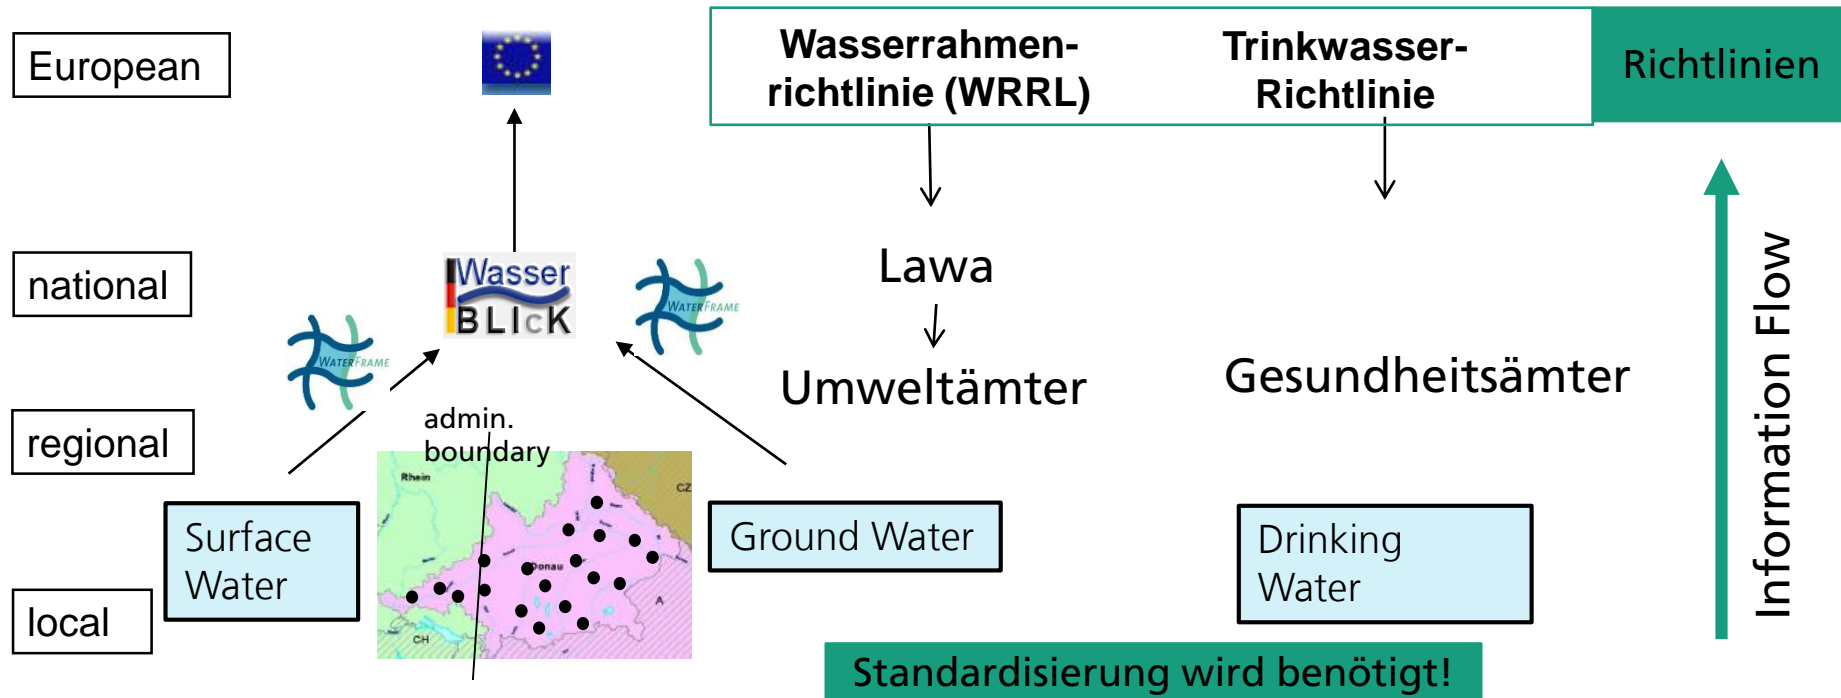 European
Wasserrahmen-
richtlinie (WRRL)
Trinkwasser-
Richtlinie
Richtlinien
national
Wasser
BLIcK
WATERFRAME
WATERFRAME
Lawa
Umweltämter
Gesundheitsämter
Information Flow
regional
admin.
boundary
Rhein
CZ
Donau
A
CH
Surface
Water
Ground Water
Drinking
Water
local
Standardisierung wird benötigt!